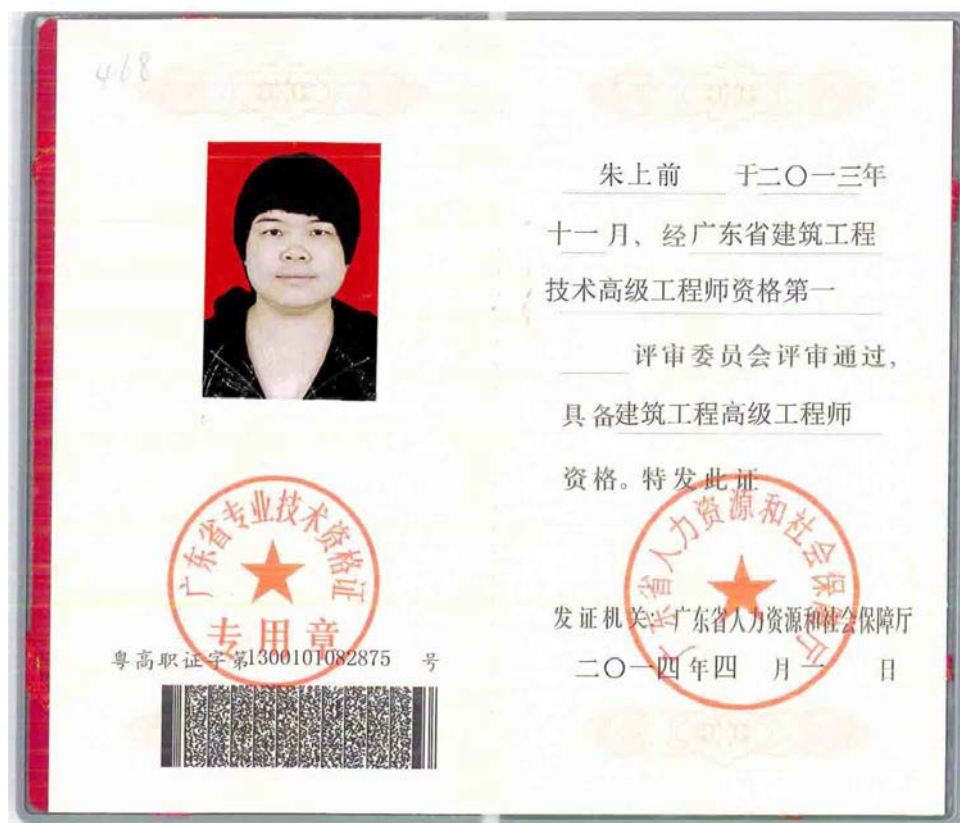 468
广东省专业技术资格证
专用章
粤高职证字第1300101082875 号
朱上前 于二〇一三年
十一月、经广东省建筑工程
技术高级工程师资格第一
评审委员会评审通过，
具备建筑工程高级工程师
资格。特发此证
广东省人力资源和社会保障厅
发证机关：广东省人力资源和社会保障厅
二〇一四年四 月一 日